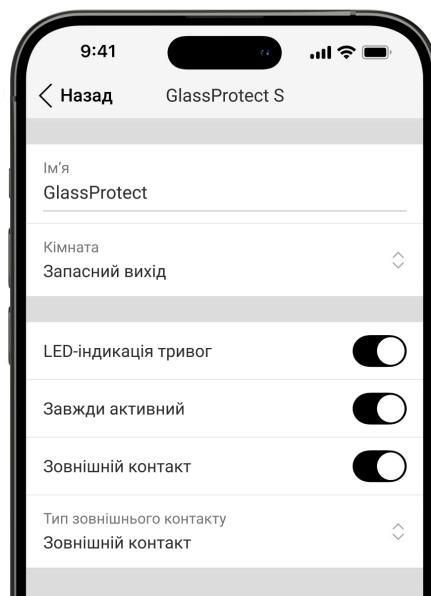 9:41
Назад
GlassProtect S
Ім’я
GlassProtect
Кімната
Запасний вихід
LED-індикація тривог
Завжди активний
Зовнішній контакт
Тип зовнішнього контакту
Зовнішній контакт